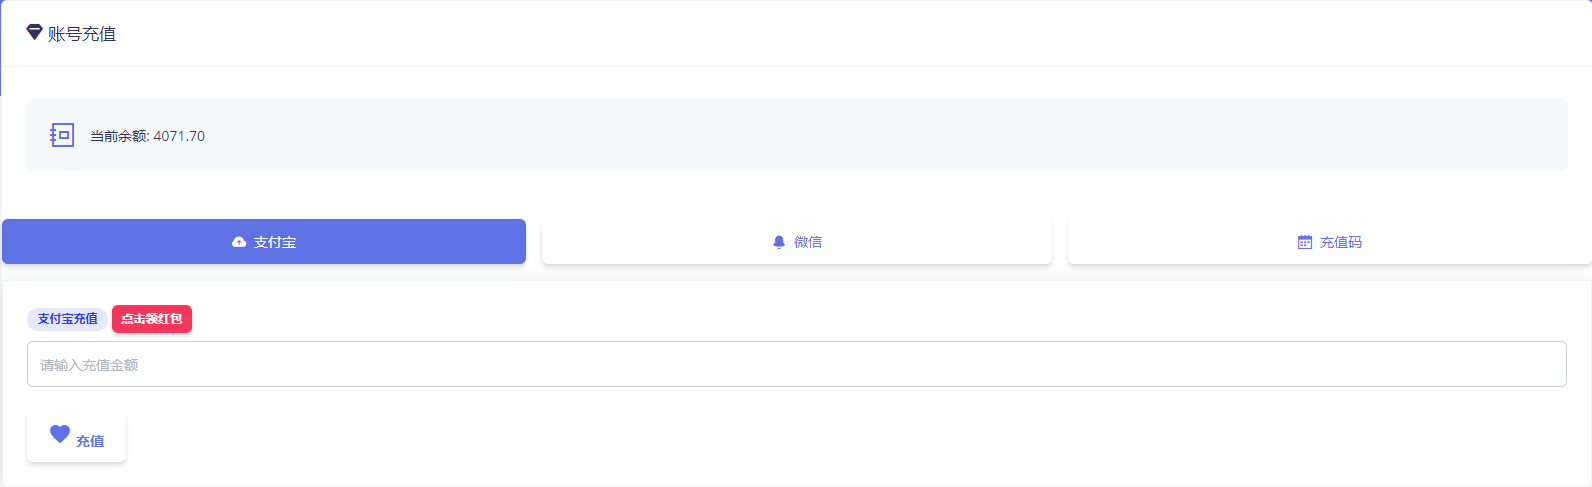 账号充值
当前余额: 4071.70
支付宝
微信
充值码
支付宝充值 点击领红包
请输入充值金额
充值